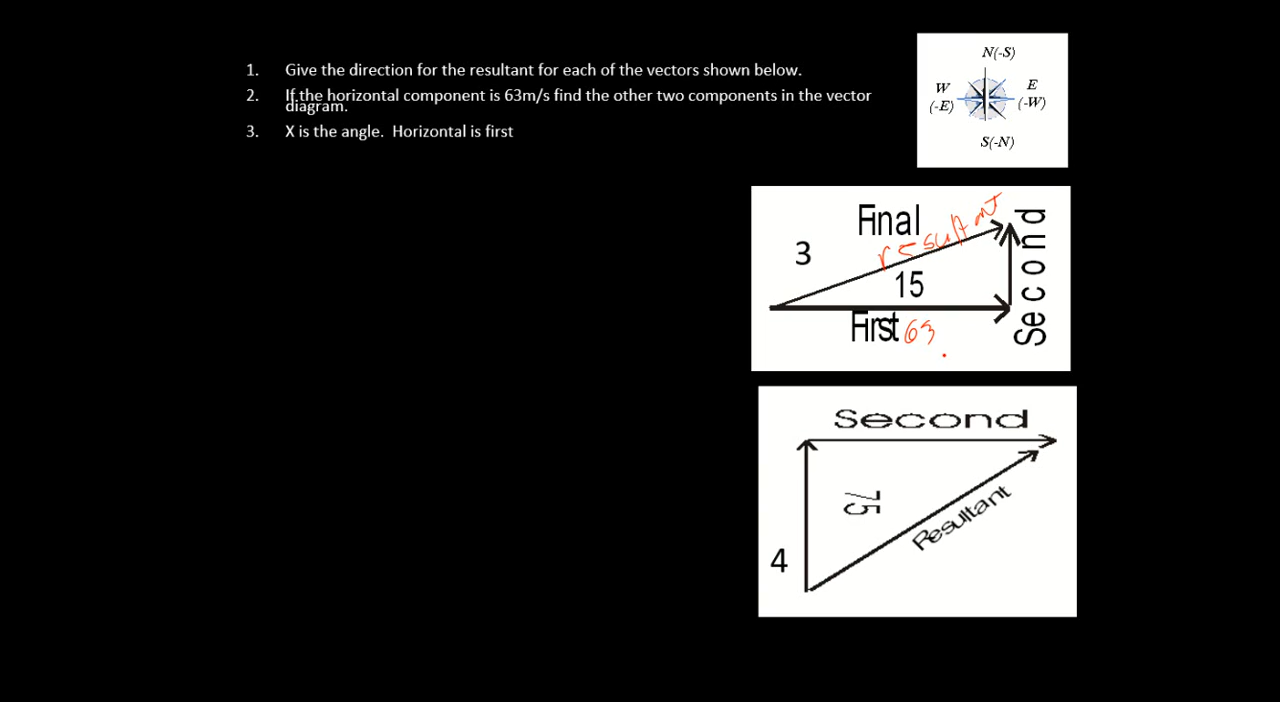 1. Give the direction for the resultant for each of the vectors shown below.
2. If the horizontal component is 63m/s find the other two components in the vector
diagram.
3. X is the angle. Horizontal is first
N(-S)
W
(-E)
E
(-W)
S(-N)
Final
resultant
3
15
First 63
Second
Second
75
Resultant
4